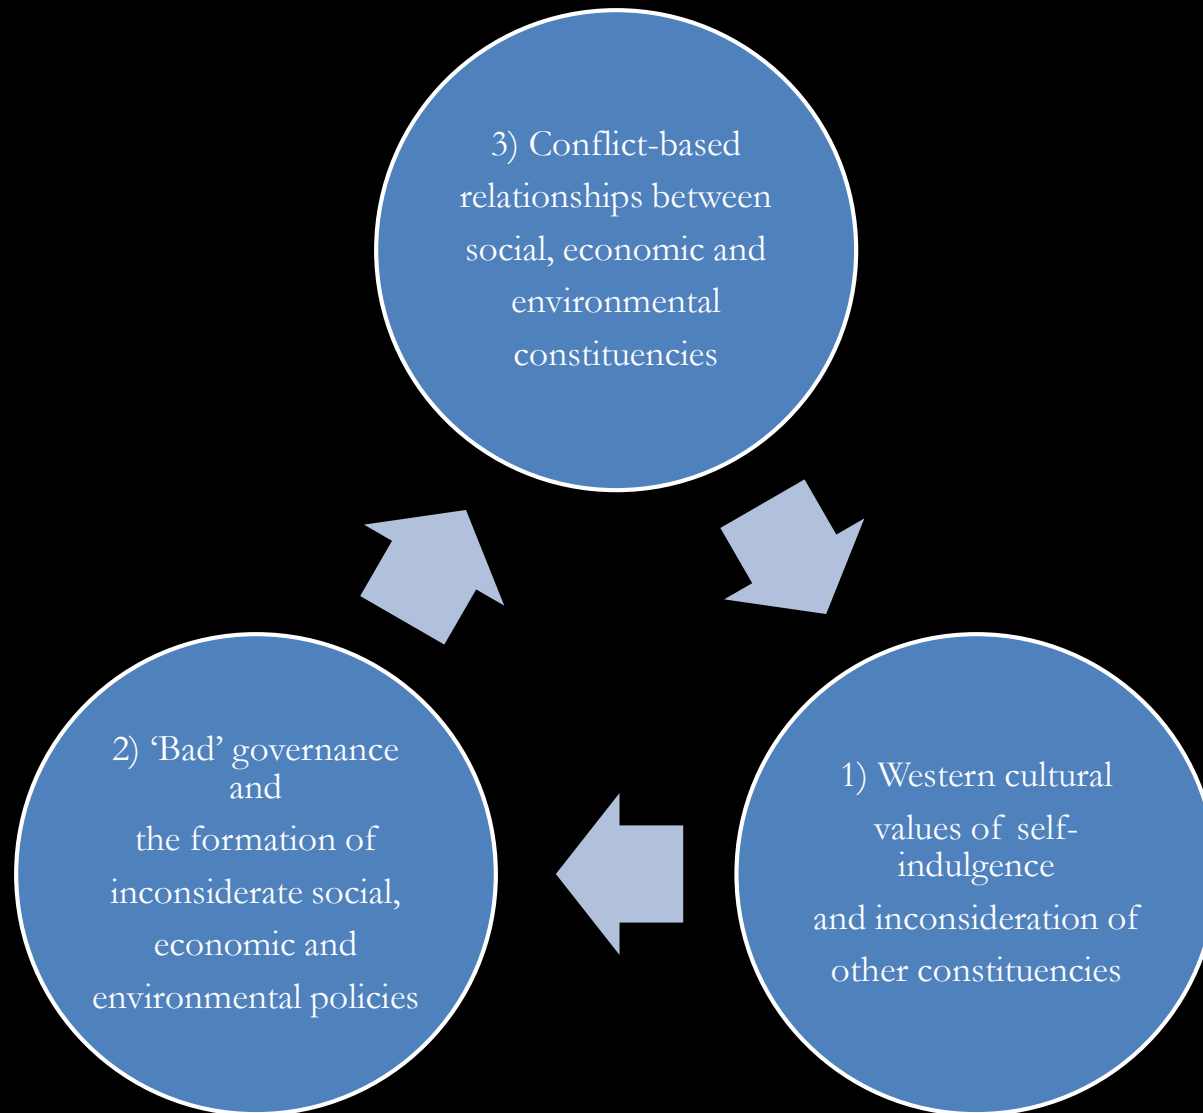 3) Conflict-based
relationships between
social, economic and
environmental
constituencies
2) ‘Bad’ governance
and
the formation of
inconsiderate social,
economic and
environmental policies
1) Western cultural
values of self-
indulgence
and inconsideration of
other constituencies